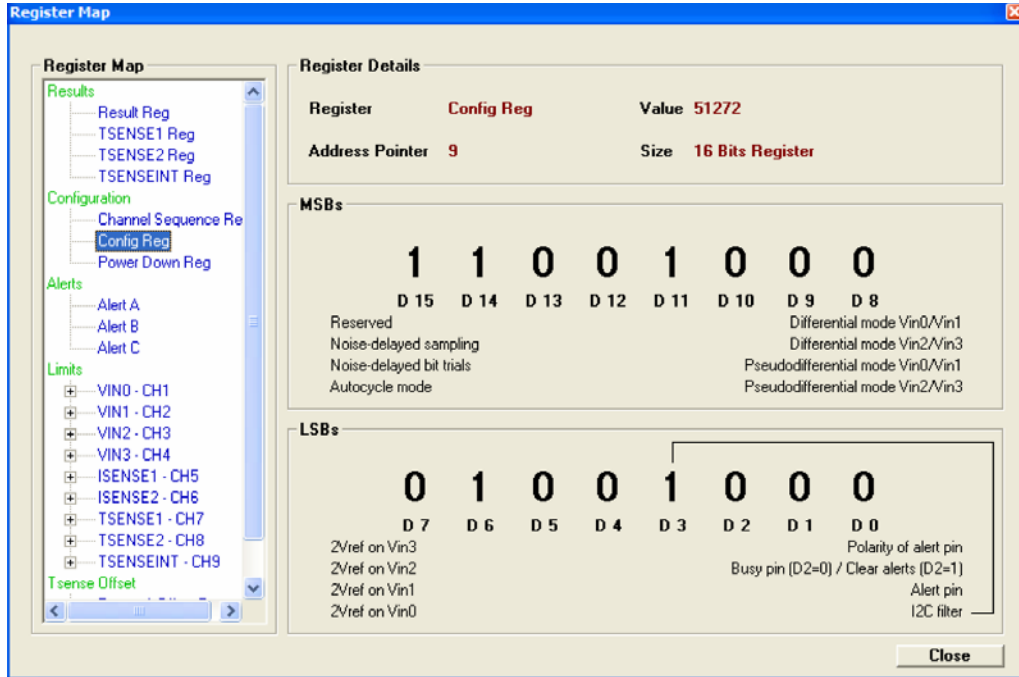 Register Map
Register Map
Results
Result Reg
TSENSE1 Reg
TSENSE2 Reg
TSENSEINT Reg
Configuration
Channel Sequence Re
Config Reg
Power Down Reg
Alerts
Alert A
Alert B
Alert C
Limits
VIN0 - CH1
VIN1 - CH2
VIN2 - CH3
VIN3 - CH4
ISENSE1 - CH5
ISENSE2 - CH6
TSENSE1 - CH7
TSENSE2 - CH8
TSENSEINT - CH9
Tsense Offset
Register Details
Register Config Reg Value 51272
Address Pointer 9 Size 16 Bits Register
MSBs
1 1 0 0 1 0 0 0
D 15 D 14 D 13 D 12 D 11 D 10 D 9 D 8
Reserved Differential mode Vin0/Vin1
Noise-delayed sampling Differential mode Vin2/Vin3
Noise-delayed bit trials Pseudodifferential mode Vin0/Vin1
Autocycle mode Pseudodifferential mode Vin2/Vin3
LSBs
0 1 0 0 1 0 0 0
D 7 D 6 D 5 D 4 D 3 D 2 D 1 D 0
2Vref on Vin3 Polarity of alert pin
2Vref on Vin2 Busy pin (D2=0) / Clear alerts (D2=1)
2Vref on Vin1 Alert pin
2Vref on Vin0 I2C filter
Close